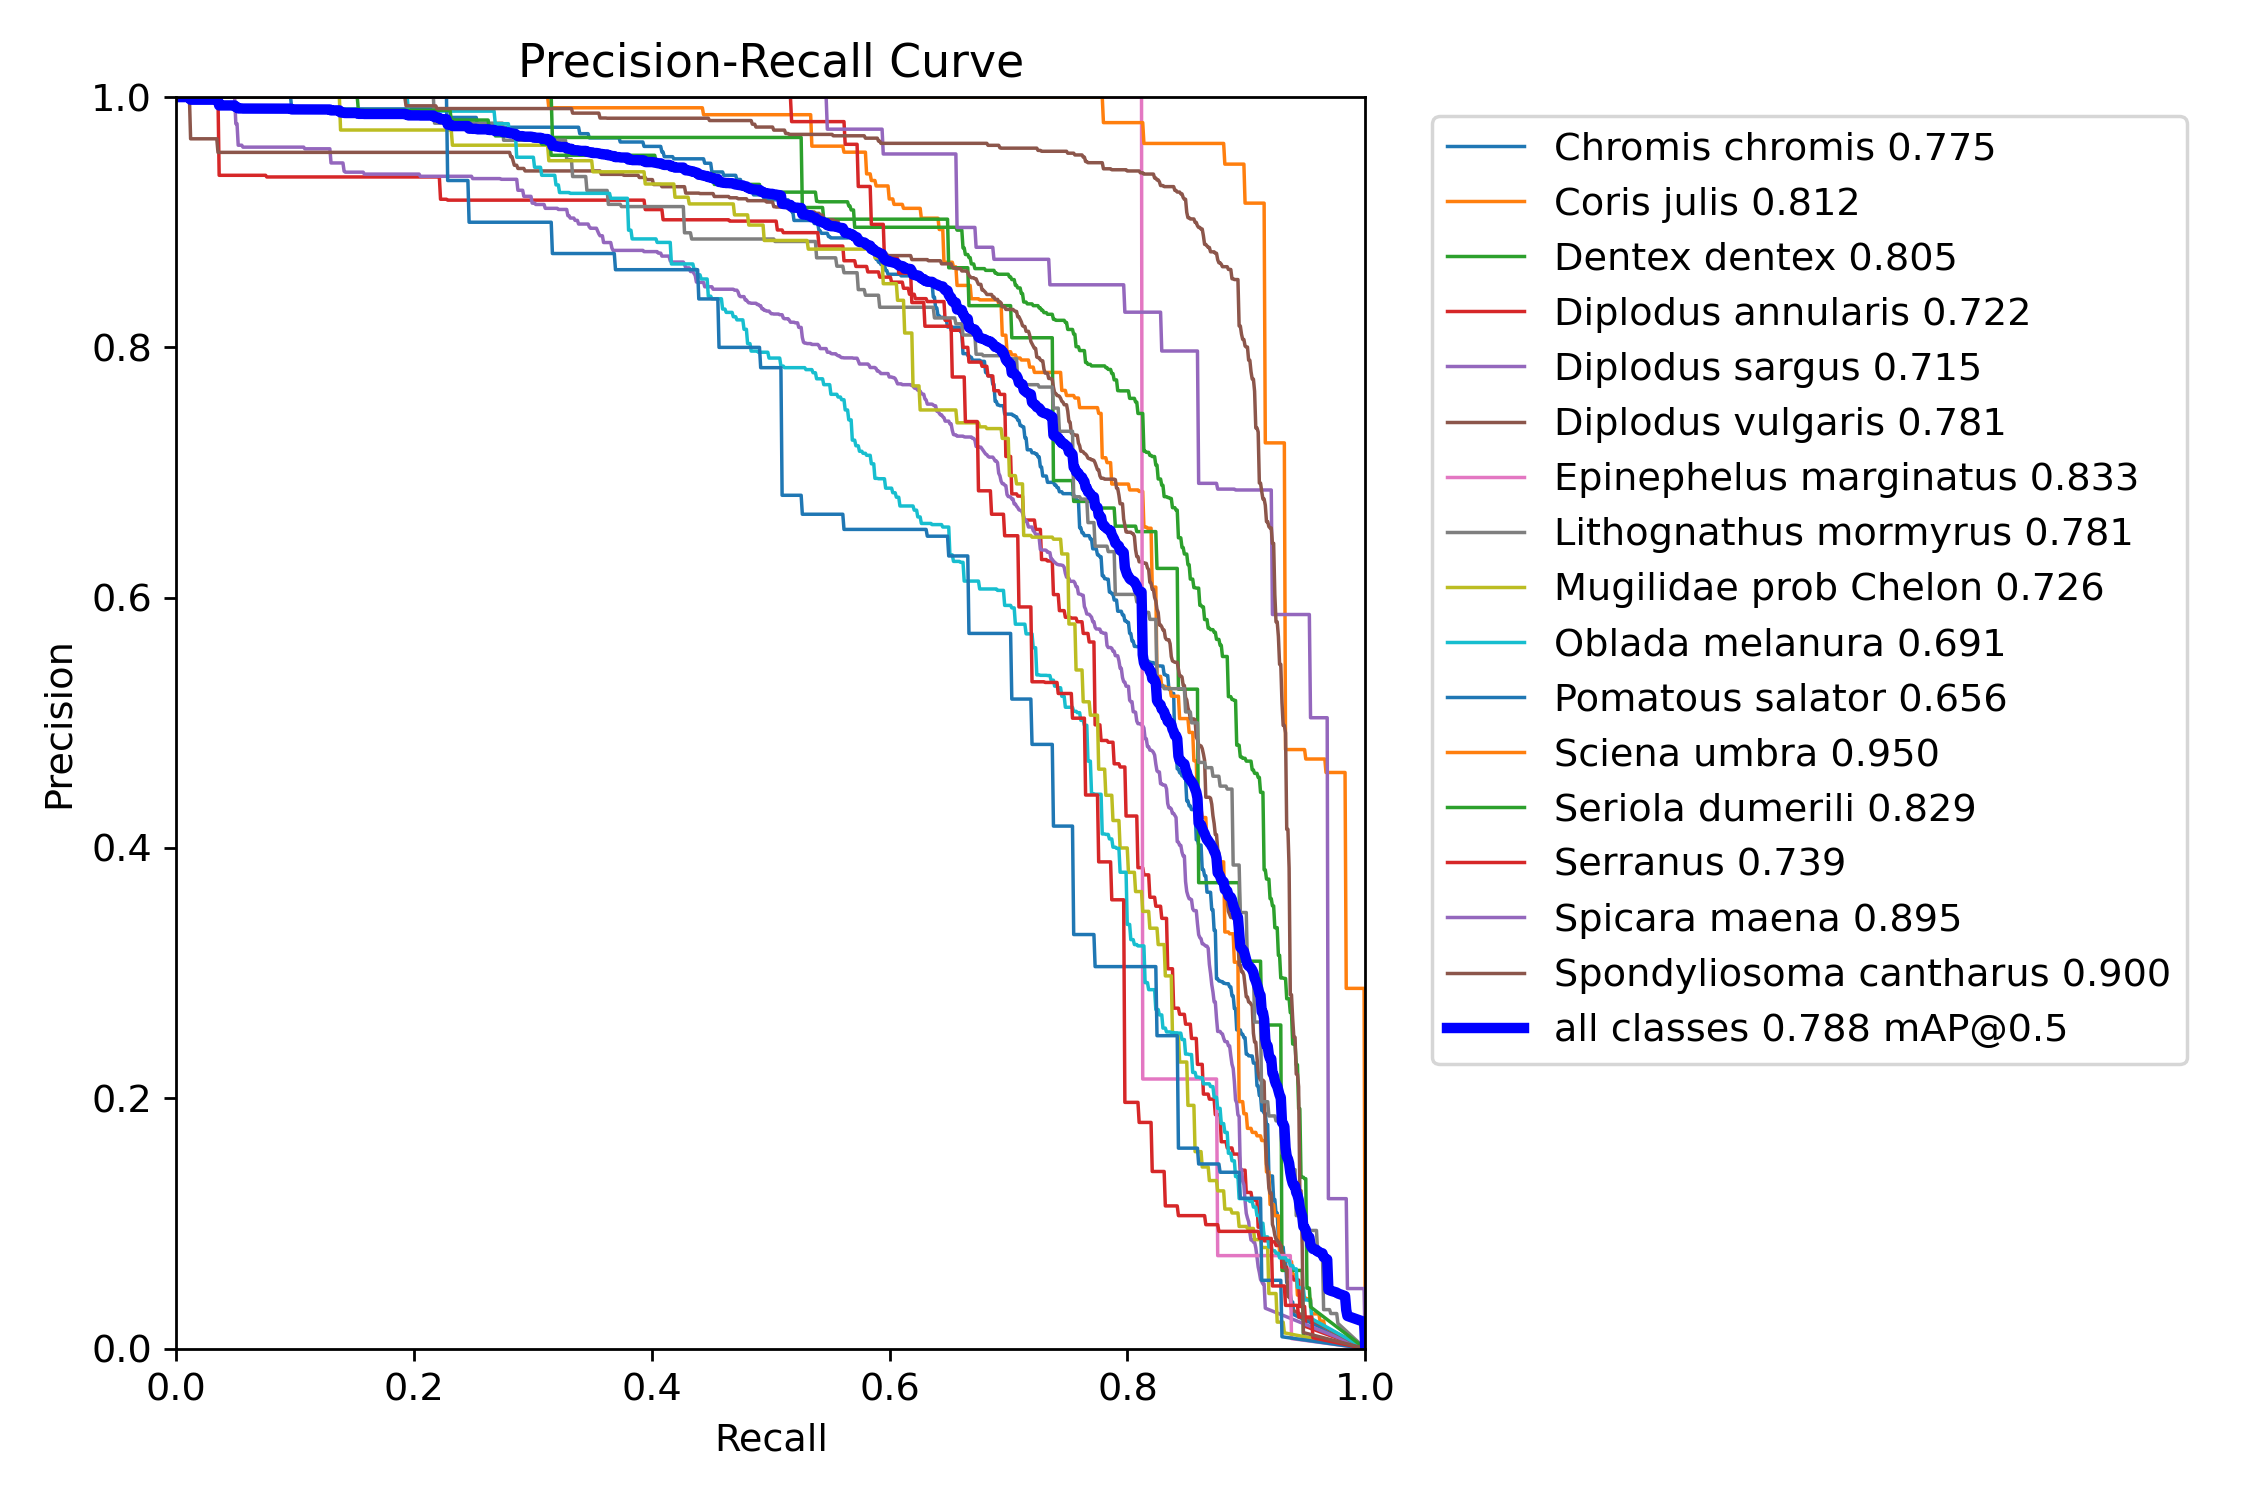 Precision-Recall Curve
1.0
0.8
0.6
0.4
0.2
0.0
Precision
0.0 0.2 0.4 0.6 0.8 1.0
Recall
Chromis chromis 0.775
Coris julis 0.812
Dentex dentex 0.805
Diplodus annularis 0.722
Diplodus sargus 0.715
Diplodus vulgaris 0.781
Epinephelus marginatus 0.833
Lithognathus mormyrus 0.781
Mugilidae prob Chelon 0.726
Oblada melanura 0.691
Pomatous salator 0.656
Sciena umbra 0.950
Seriola dumerili 0.829
Serranus 0.739
Spicara maena 0.895
Spondyliosoma cantharus 0.900
all classes 0.788 mAP@0.5